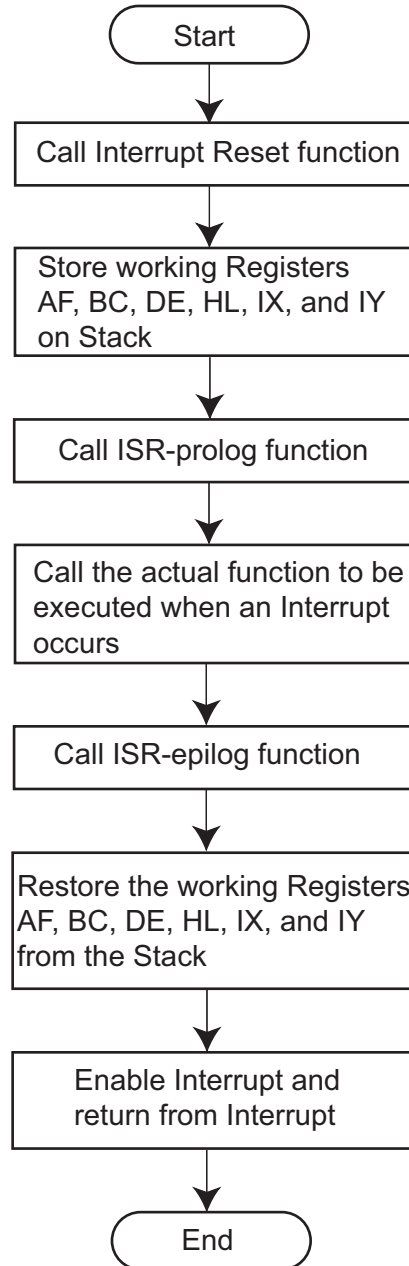 Start
Call Interrupt Reset function
Store working Registers
AF, BC, DE, HL, IX, and IY
on Stack
Call ISR-prolog function
Call the actual function to be
executed when an Interrupt
occurs
Call ISR-epilog function
Restore the working Registers
AF, BC, DE, HL, IX, and IY
from the Stack
Enable Interrupt and
return from Interrupt
End